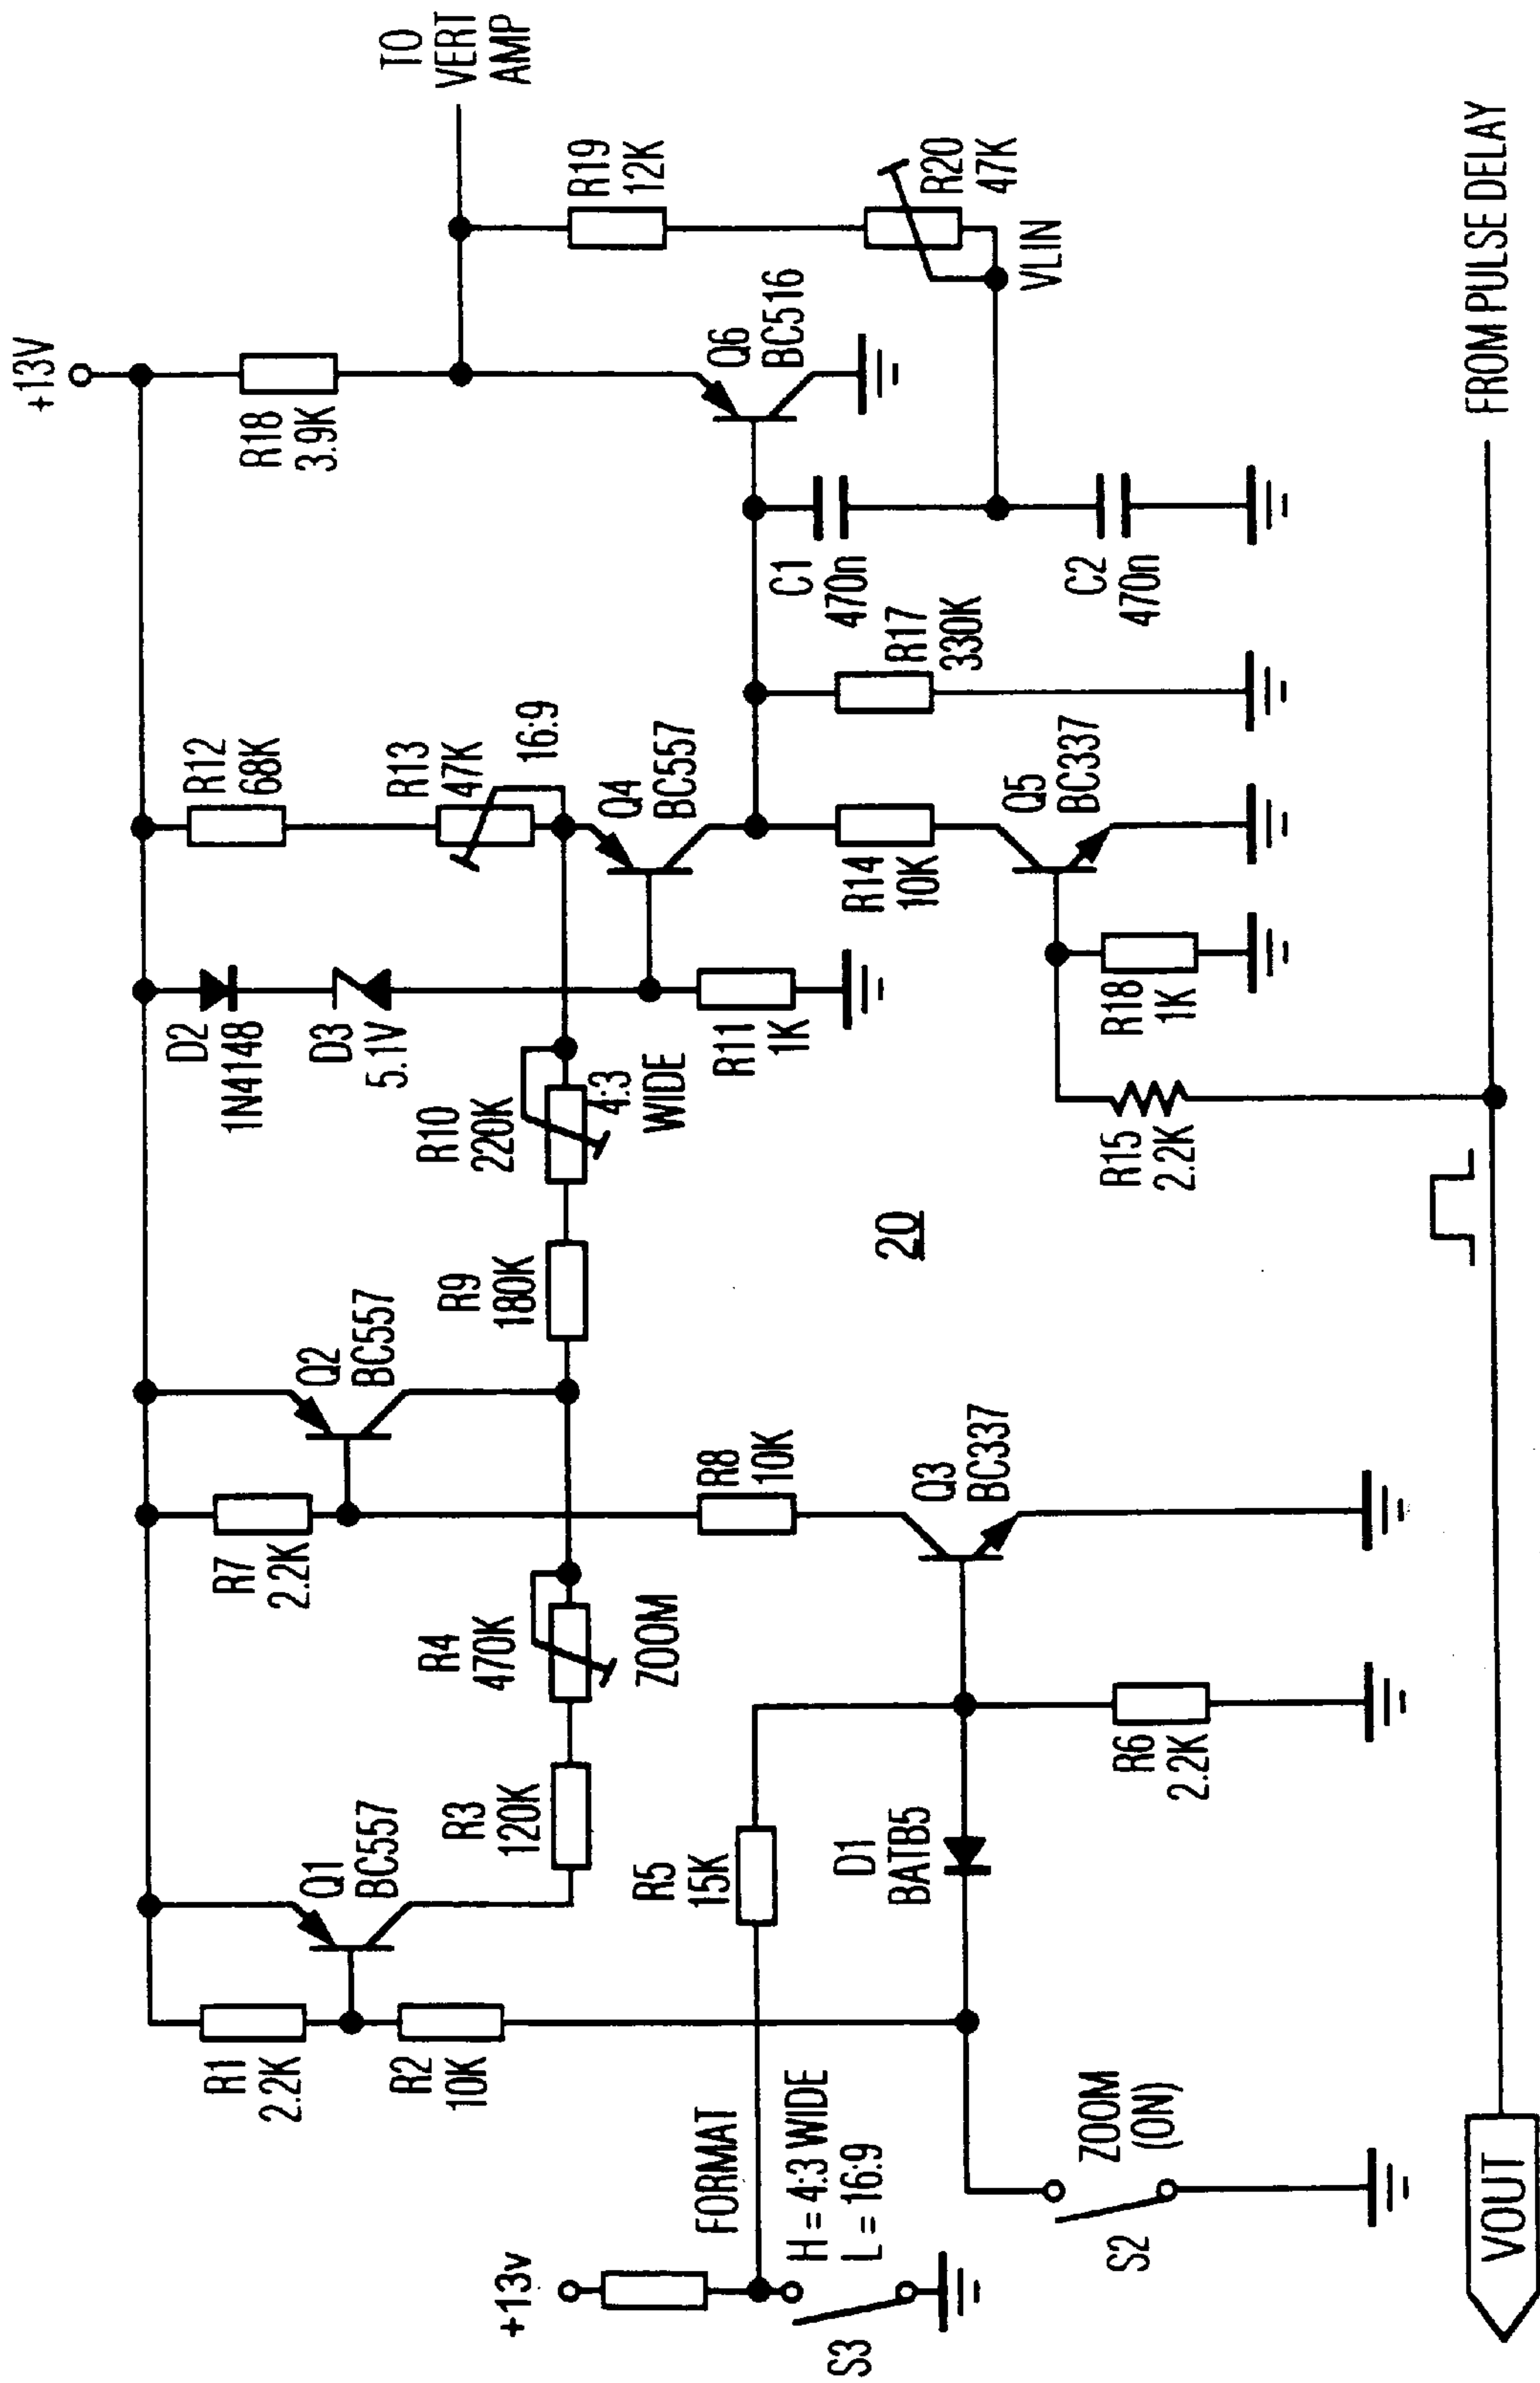 +13V
TO
VERT
AMP
R18
3.9K
R19
12K
R20
47K
VLIN
Q6
BC516
C1
470n
C2
470n
R17
330K
R12
68K
R13
47K
16:9
Q4
BC557
R14
10K
Q5
BC337
R18
1K
D2
1N4148
D3
5.1V
R11
1K
R10
220K
4:3
WIDE
R15
2.2K
FROM PULSE DELAY
20
R9
180K
Q2
BC557
R7
2.2K
R8
10K
Q3
BC337
R4
470K
ZOOM
R3
120K
Q1
BC557
R5
15K
D1
BATB5
R6
2.2K
R1
2.2K
R2
10K
FORMAT
H = 4:3 WIDE
L = 16:9
+13v
S3
ZOOM
(ON)
S2
VOUT